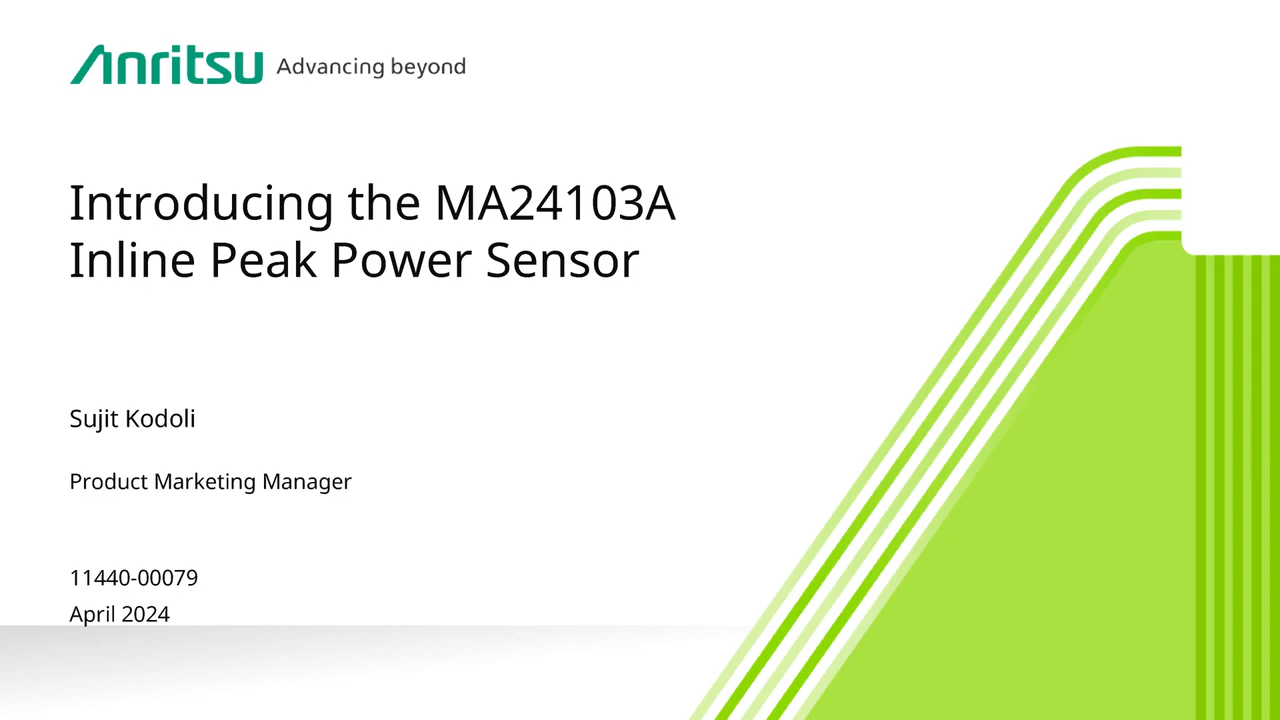 Anritsu Advancing beyond
Introducing the MA24103A
Inline Peak Power Sensor
Sujit Kodoli
Product Marketing Manager
11440-00079
April 2024